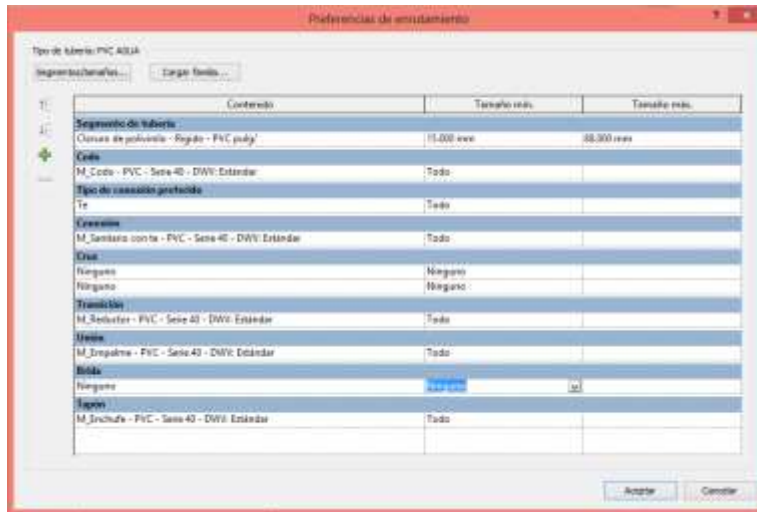 Preferencias de enrutamiento
?
Tipo de tubería: PVC AGUA
Segmentos/tamaños... Cargar familia...
Contenido Tamaño mín. Tamaño máx.
Segmento de tubería
Cloruro de polivinilo - Rígido - PVC pulg/ 15.000 mm 80.000 mm
Codo
M_Codo - PVC - Serie 40 - DWV: Estándar Todo
Tipo de conexión preferido
Te Todo
Conexión
M_Sanitario con te - PVC - Serie 40 - DWV: Estándar Todo
Cruz
Ninguno Ninguno
Ninguno Ninguno
Transición
M_Reductor - PVC - Serie 40 - DWV: Estándar Todo
Unión
M_Empalme - PVC - Serie 40 - DWV: Estándar Todo
Brida
Ninguno Ninguno
Tapón
M_Enchufe - PVC - Serie 40 - DWV: Estándar Todo
Aceptar Cancelar